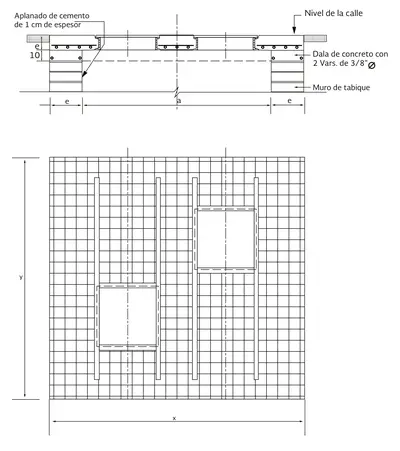 Aplanado de cemento
de 1 cm de espesor
Nivel de la calle
e
10
Dala de concreto con
2 Vars. de 3/8"Ø
Muro de tabique
e
a
e
y
x